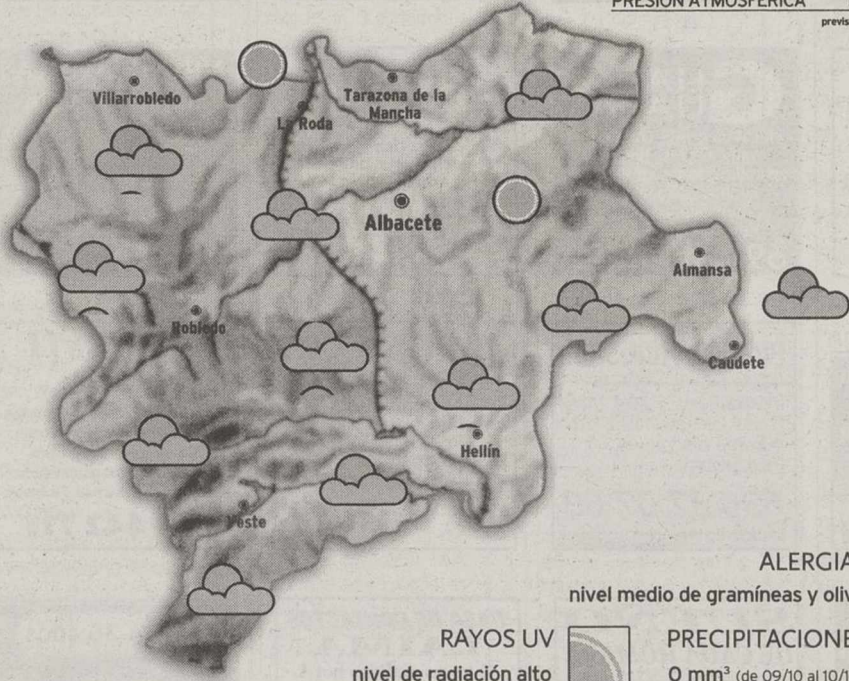 PRESIÓN ATMOSFÉRICA
previs
Villarrobledo
La Roda
Tarazona de la
Mancha
Albacete
Almansa
Caudete
Robledo
Hellín
Yeste
ALERGIA
nivel medio de gramíneas y oliv
RAYOS UV
nivel de radiación alto
PRECIPITACIONE
0 mm³ (de 09/10 al 10/1